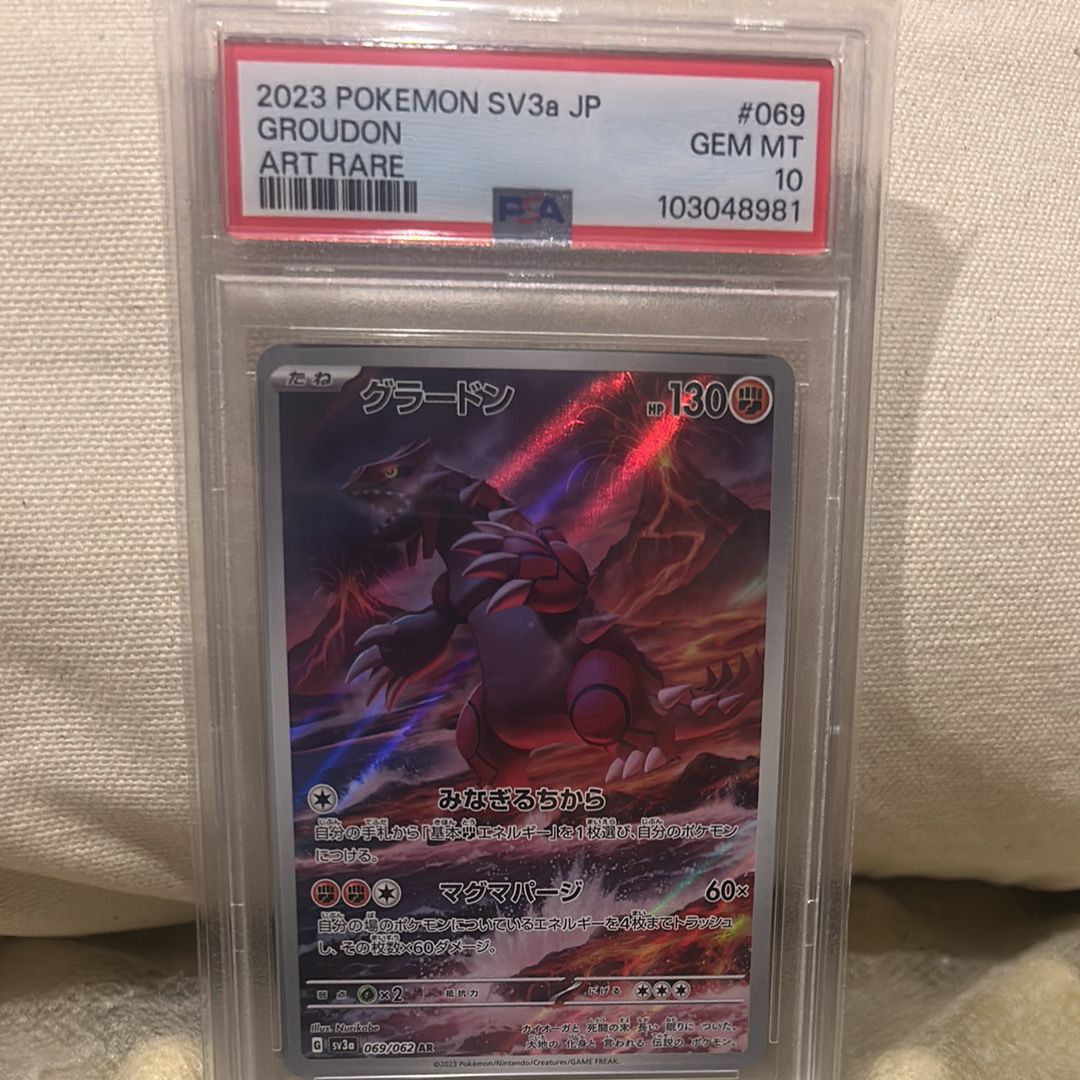 2023 POKEMON SV3a JP #069
GROUDON GEM MT
ART RARE 10
PSA 103048981
たね グラードン HP 130
みなぎるちから
自分の手札から「基本エネルギー」を1枚選び、自分のポケモン
につける。
マグマパージ 60×
自分の場のポケモンについているエネルギーを4枚までトラッシュ
し、その枚数×60ダメージ。
弱点 ×2 抵抗力 にげる
Illus. Nurikabe
カイオーガと 死闘の末 長い 眠りに ついた。
大地の 化身と 言われる 伝説の ポケモン。
G SV3a 069/062 AR
©2023 Pokémon/Nintendo/Creatures/GAME FREAK.